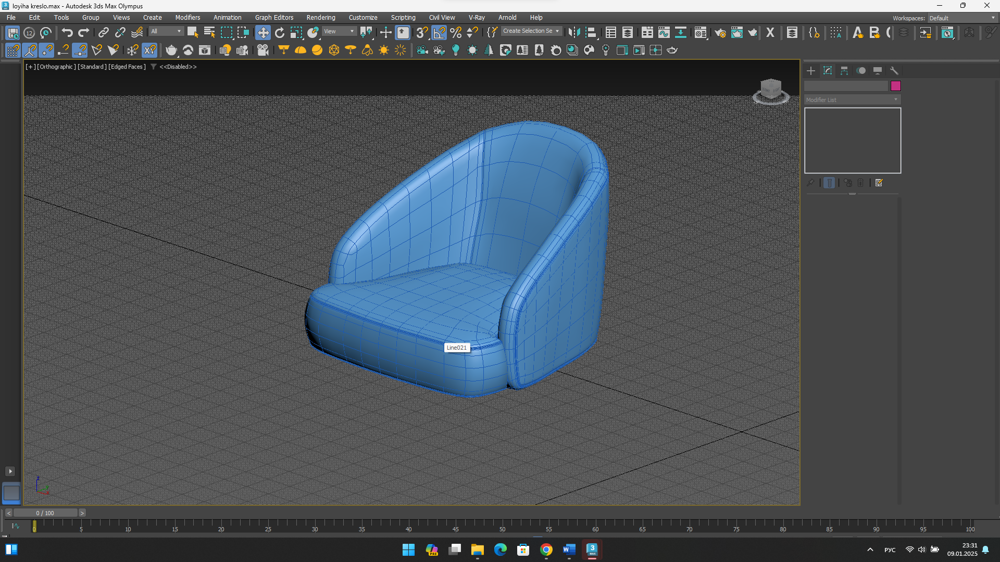 loyiha kreslo.max - Autodesk 3ds Max Olympus
File Edit Tools Group Views Create Modifiers Animation Graph Editors Rendering Customize Scripting Civil View V-Ray Arnold Help
Workspaces: Default
All
View
Create Selection Se
[+] [Orthographic] [Standard] [Edged Faces] <<Disabled>>
Modifier List
Line021
z
x
< 0 / 100 >
0 5 10 15 20 25 30 35 40 45 50 55 60 65 70 75 80 85 90 95 100
РУС
23:31
09.01.2025